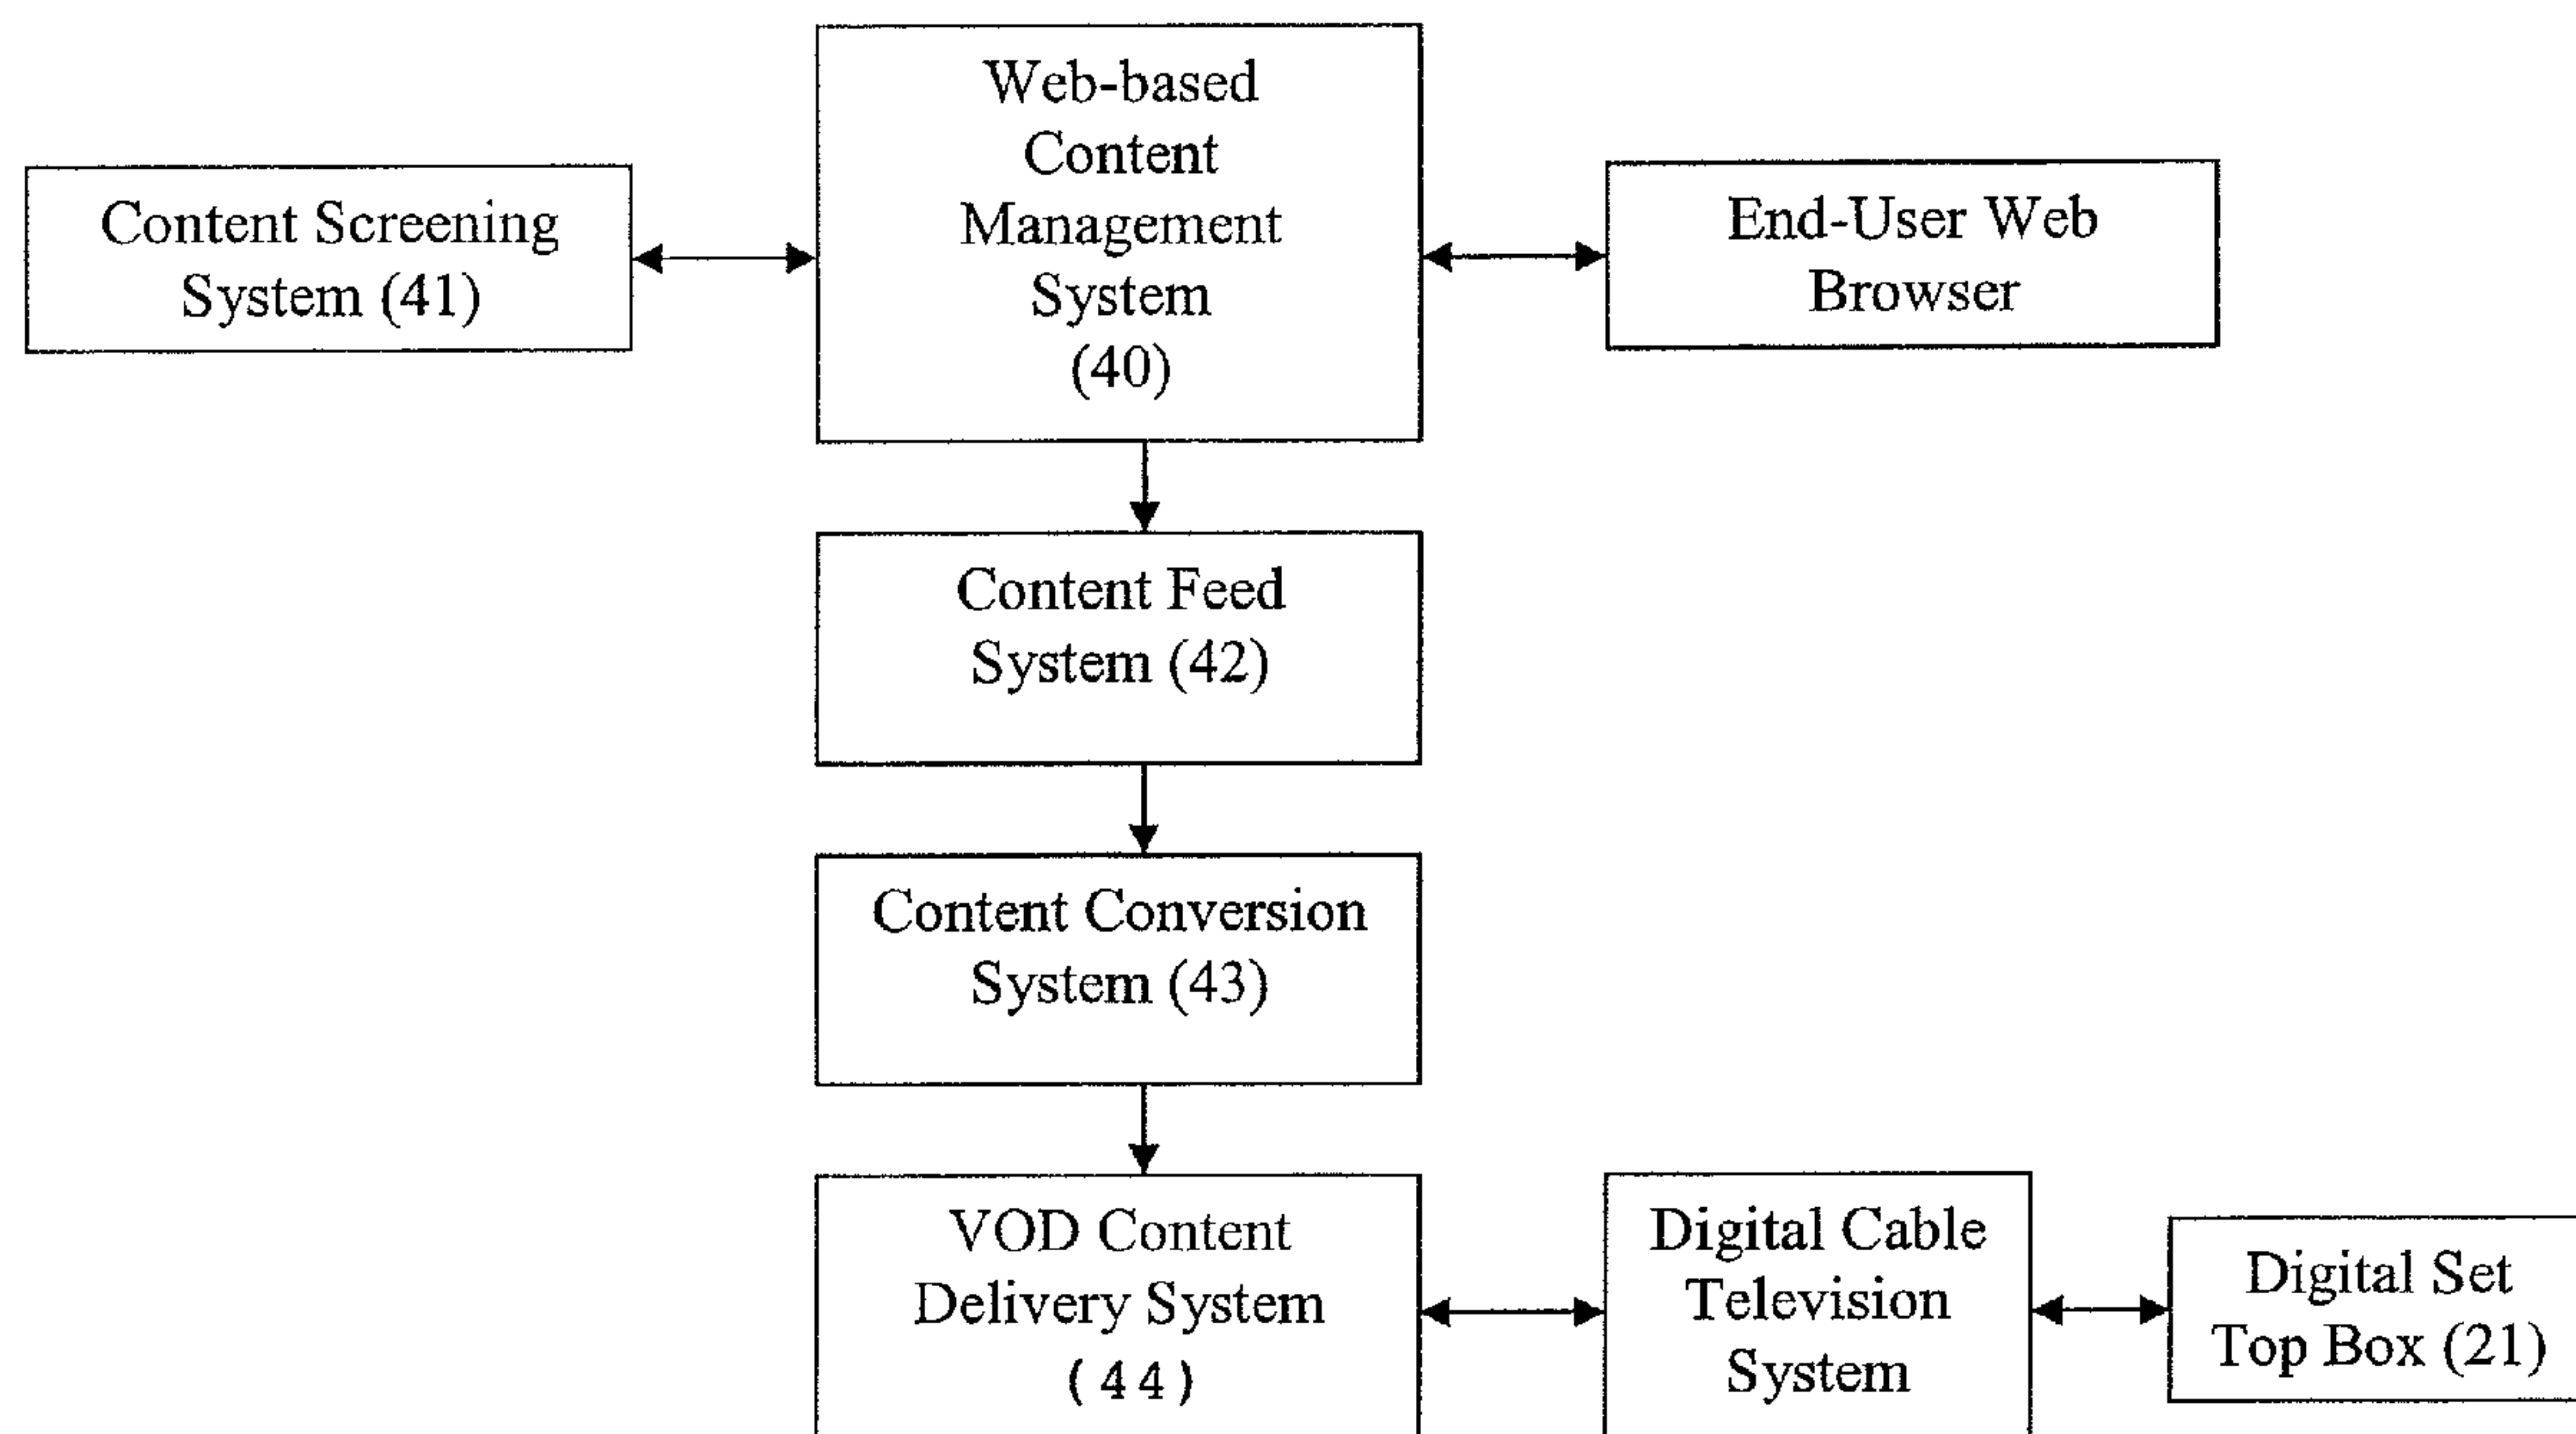 Web-based
Content
Management
System
(40)
Content Screening
System (41)
End-User Web
Browser
Content Feed
System (42)
Content Conversion
System (43)
VOD Content
Delivery System
(44)
Digital Cable
Television
System
Digital Set
Top Box (21)